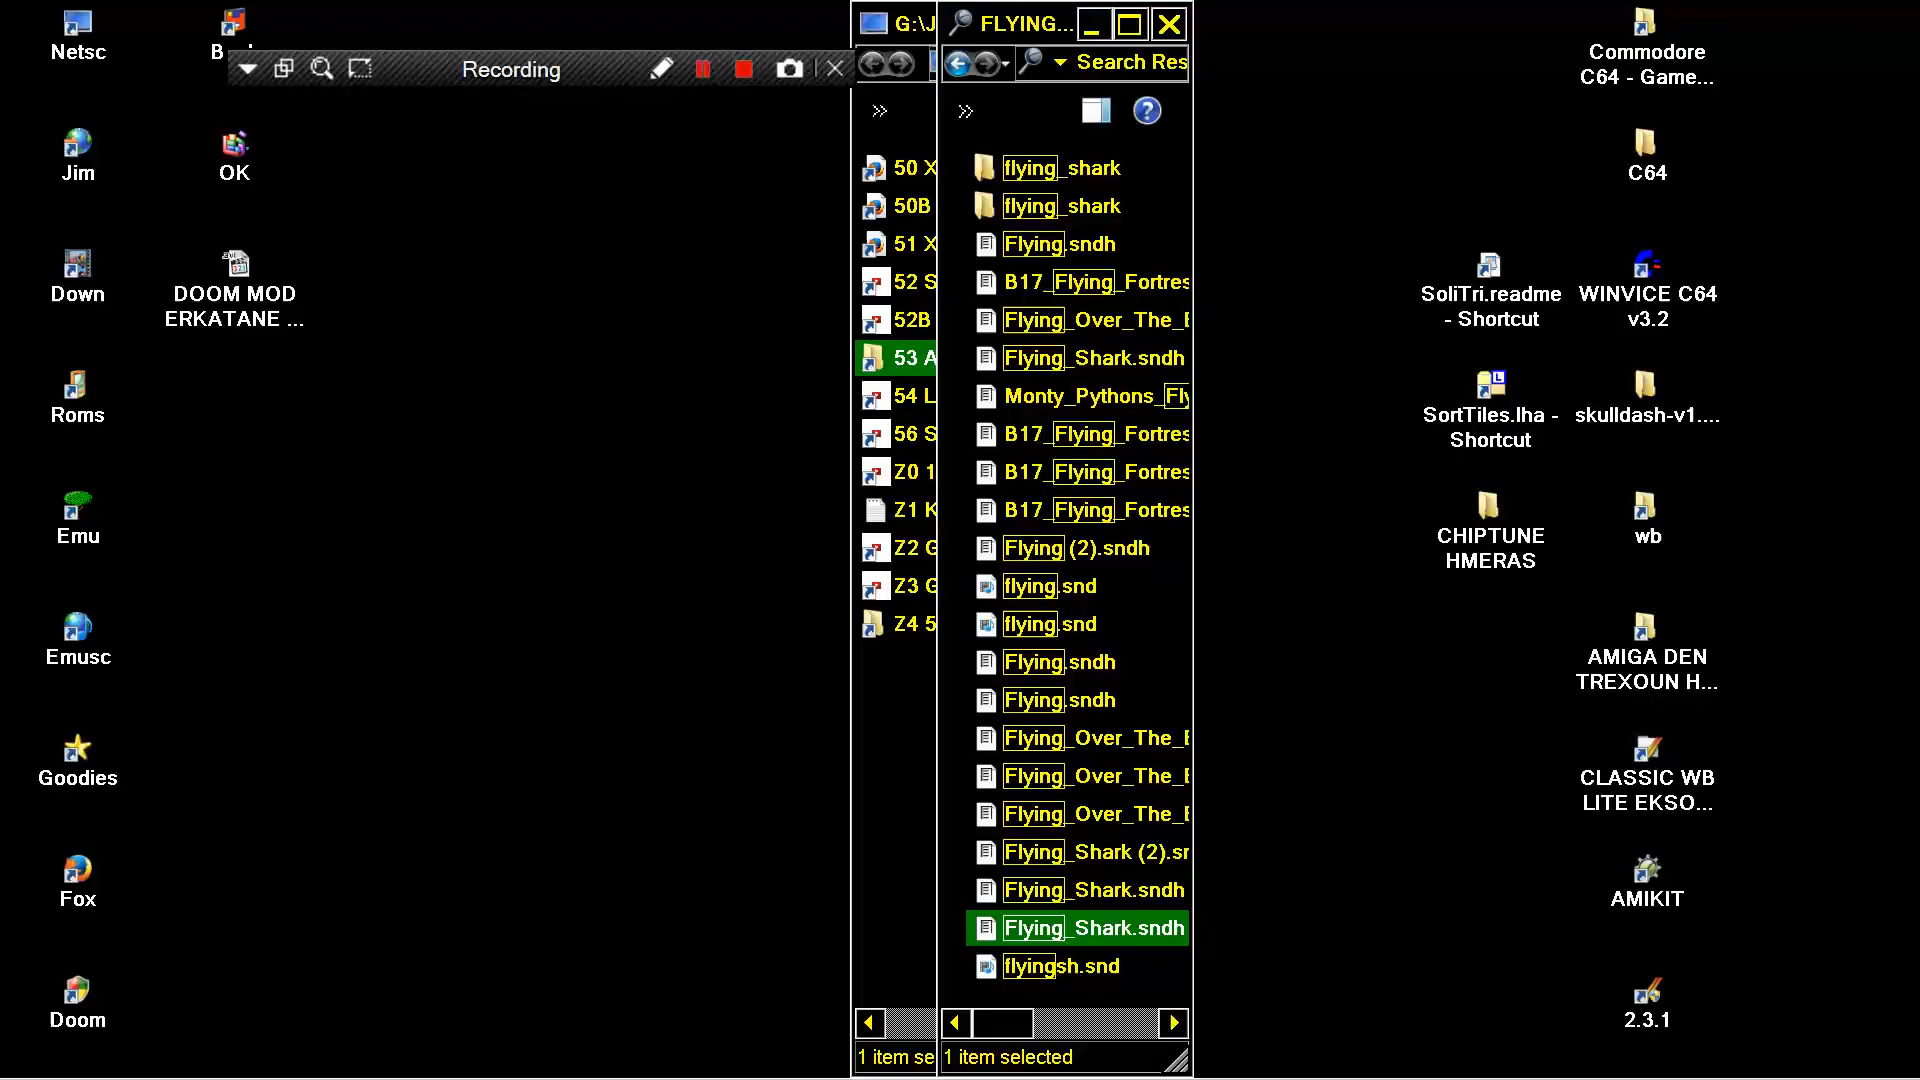 Netsc
B
Jim
OK
Down
DOOM MOD
ERKATANE ...
Roms
Emu
Emusc
Goodies
Fox
Doom
Recording
G:\J
50 X
50B
51 X
52 S
52B
53 A
54 L
56 S
Z0 1
Z1 K
Z2 G
Z3 G
Z4 5
1 item se
FLYING...
Search Res
flying_shark
flying_shark
Flying.sndh
B17_Flying_Fortres
Flying_Over_The_E
Flying_Shark.sndh
Monty_Pythons_Fly
B17_Flying_Fortres
B17_Flying_Fortres
B17_Flying_Fortres
Flying (2).sndh
flying.snd
flying.snd
Flying.sndh
Flying.sndh
Flying_Over_The_E
Flying_Over_The_E
Flying_Over_The_E
Flying_Shark (2).sn
Flying_Shark.sndh
Flying_Shark.sndh
flyingsh.snd
1 item selected
SoliTri.readme
- Shortcut
SortTiles.lha -
Shortcut
CHIPTUNE
HMERAS
Commodore
C64 - Game...
C64
WINVICE C64
v3.2
skulldash-v1....
wb
AMIGA DEN
TREXOUN H...
CLASSIC WB
LITE EKSO...
AMIKIT
2.3.1